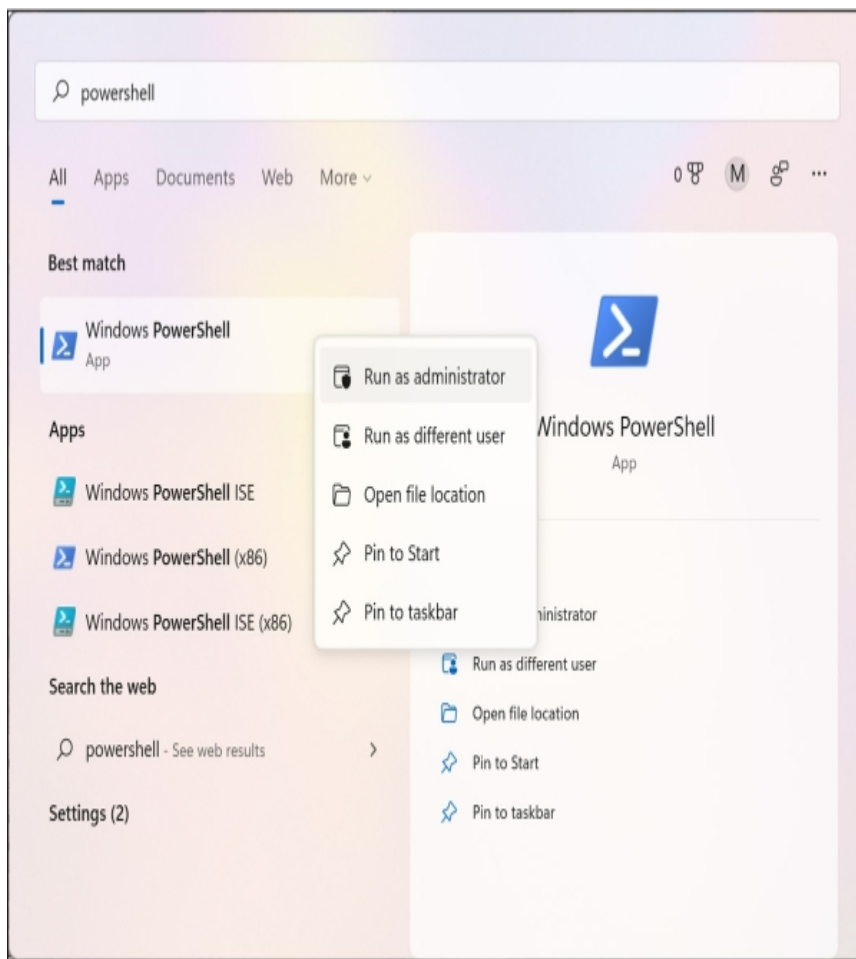 powershell
All Apps Documents Web More
0 M ...
Best match
Windows PowerShell
App
Apps
Windows PowerShell ISE
Windows PowerShell (x86)
Windows PowerShell ISE (x86)
Search the web
powershell - See web results
Settings (2)
Run as administrator
Run as different user
Open file location
Pin to Start
Pin to taskbar
Windows PowerShell
App
ninistrator
Run as different user
Open file location
Pin to Start
Pin to taskbar